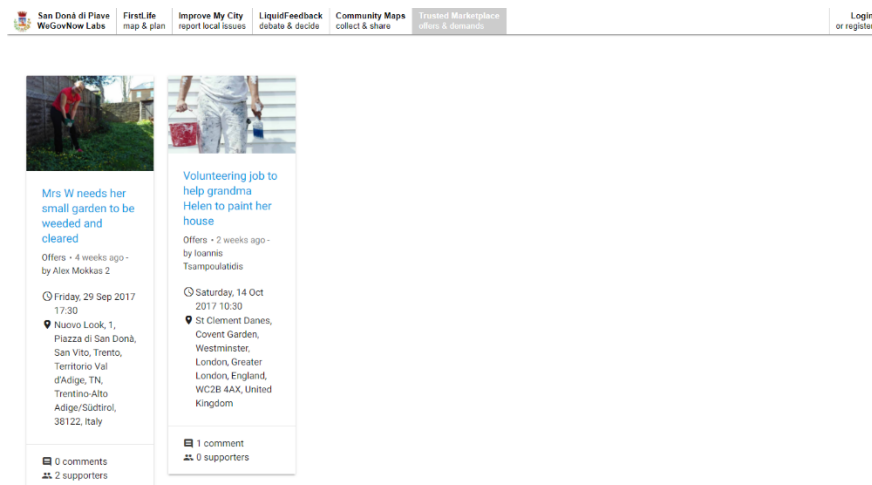 San Donà di Piave
WeGovNow Labs
FirstLife
map & plan
Improve My City
report local issues
LiquidFeedback
debate & decide
Community Maps
collect & share
Trusted Marketplace
offers & demands
Login
or register
Mrs W needs her
small garden to be
weeded and
cleared
Offers • 4 weeks ago -
by Alex Mokkas 2
Friday, 29 Sep 2017
17:30
Nuovo Look, 1,
Piazza di San Donà,
San Vito, Trento,
Territorio Val
d'Adige, TN,
Trentino-Alto
Adige/Südtirol,
38122, Italy
0 comments
2 supporters
Volunteering job to
help grandma
Helen to paint her
house
Offers • 2 weeks ago -
by Ioannis
Tsampoulatidis
Saturday, 14 Oct
2017 10:30
St Clement Danes,
Covent Garden,
Westminster,
London, Greater
London, England,
WC2B 4AX, United
Kingdom
1 comment
0 supporters